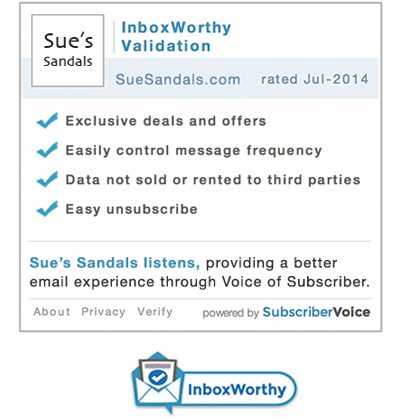 Sue's
Sandals
InboxWorthy
Validation
SueSandals.com rated Jul-2014
Exclusive deals and offers
Easily control message frequency
Data not sold or rented to third parties
Easy unsubscribe
Sue's Sandals listens, providing a better
email experience through Voice of Subscriber.
About Privacy Verify powered by SubscriberVoice
InboxWorthy